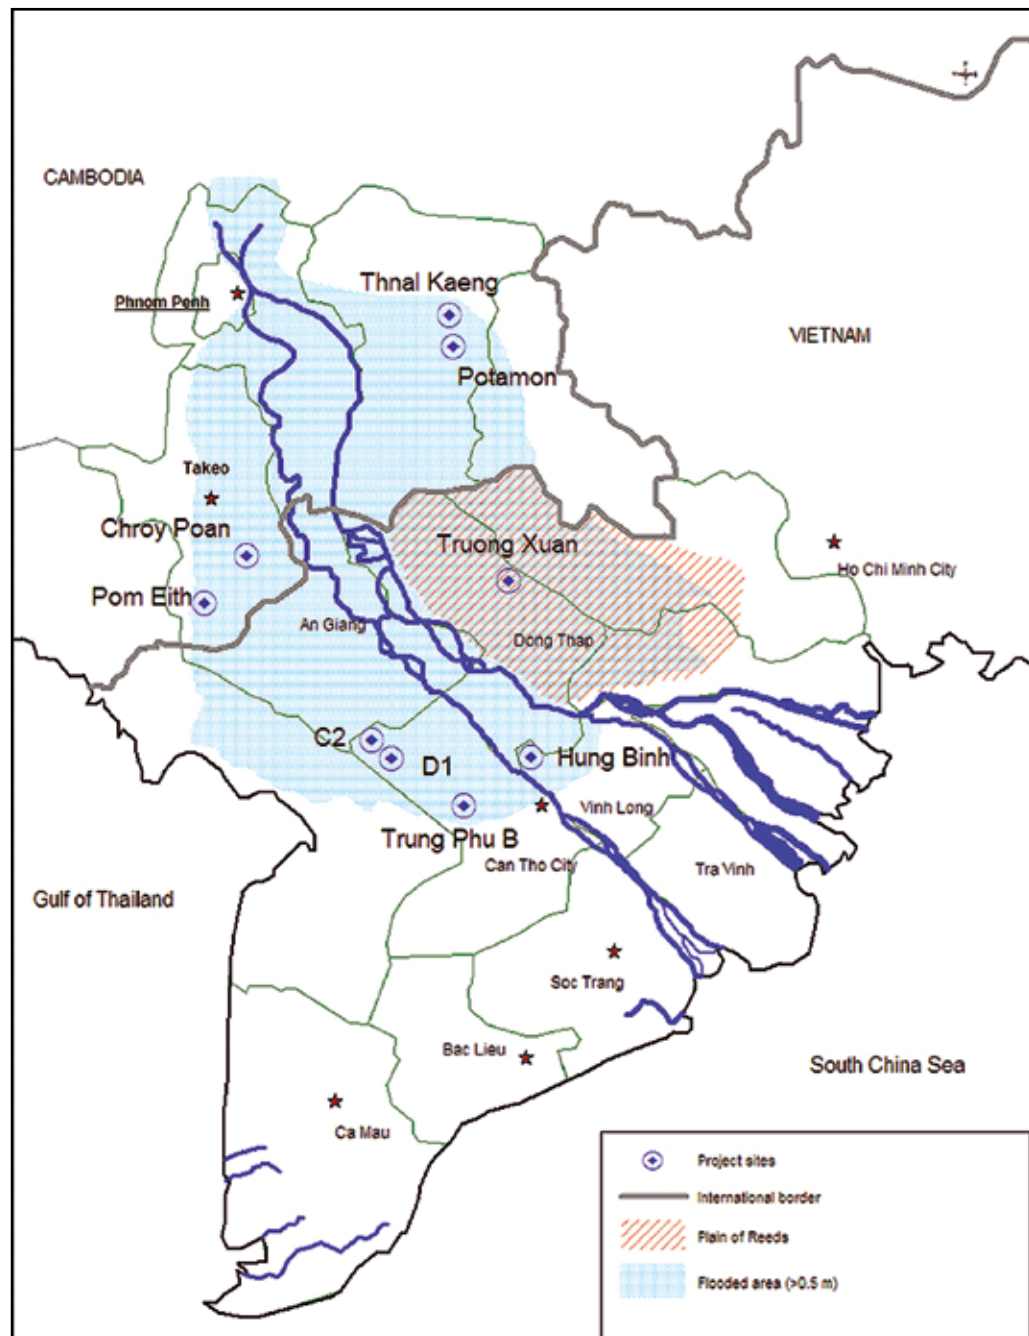 CAMBODIA
Thnal Kaeng
Phnom Penh
VIETNAM
Potamon
Takeo
Chroy Poan
Truong Xuan
Ho Chi Minh City
Pom Eith
An Giang
Dong Thap
C2
D1
Hung Binh
Vinh Long
Trung Phu B
Can Tho City
Tra Vinh
Gulf of Thailand
Soc Trang
Bac Lieu
South China Sea
Ca Mau
Project sites
International border
Plain of Reeds
Flooded area (>0.5 m)